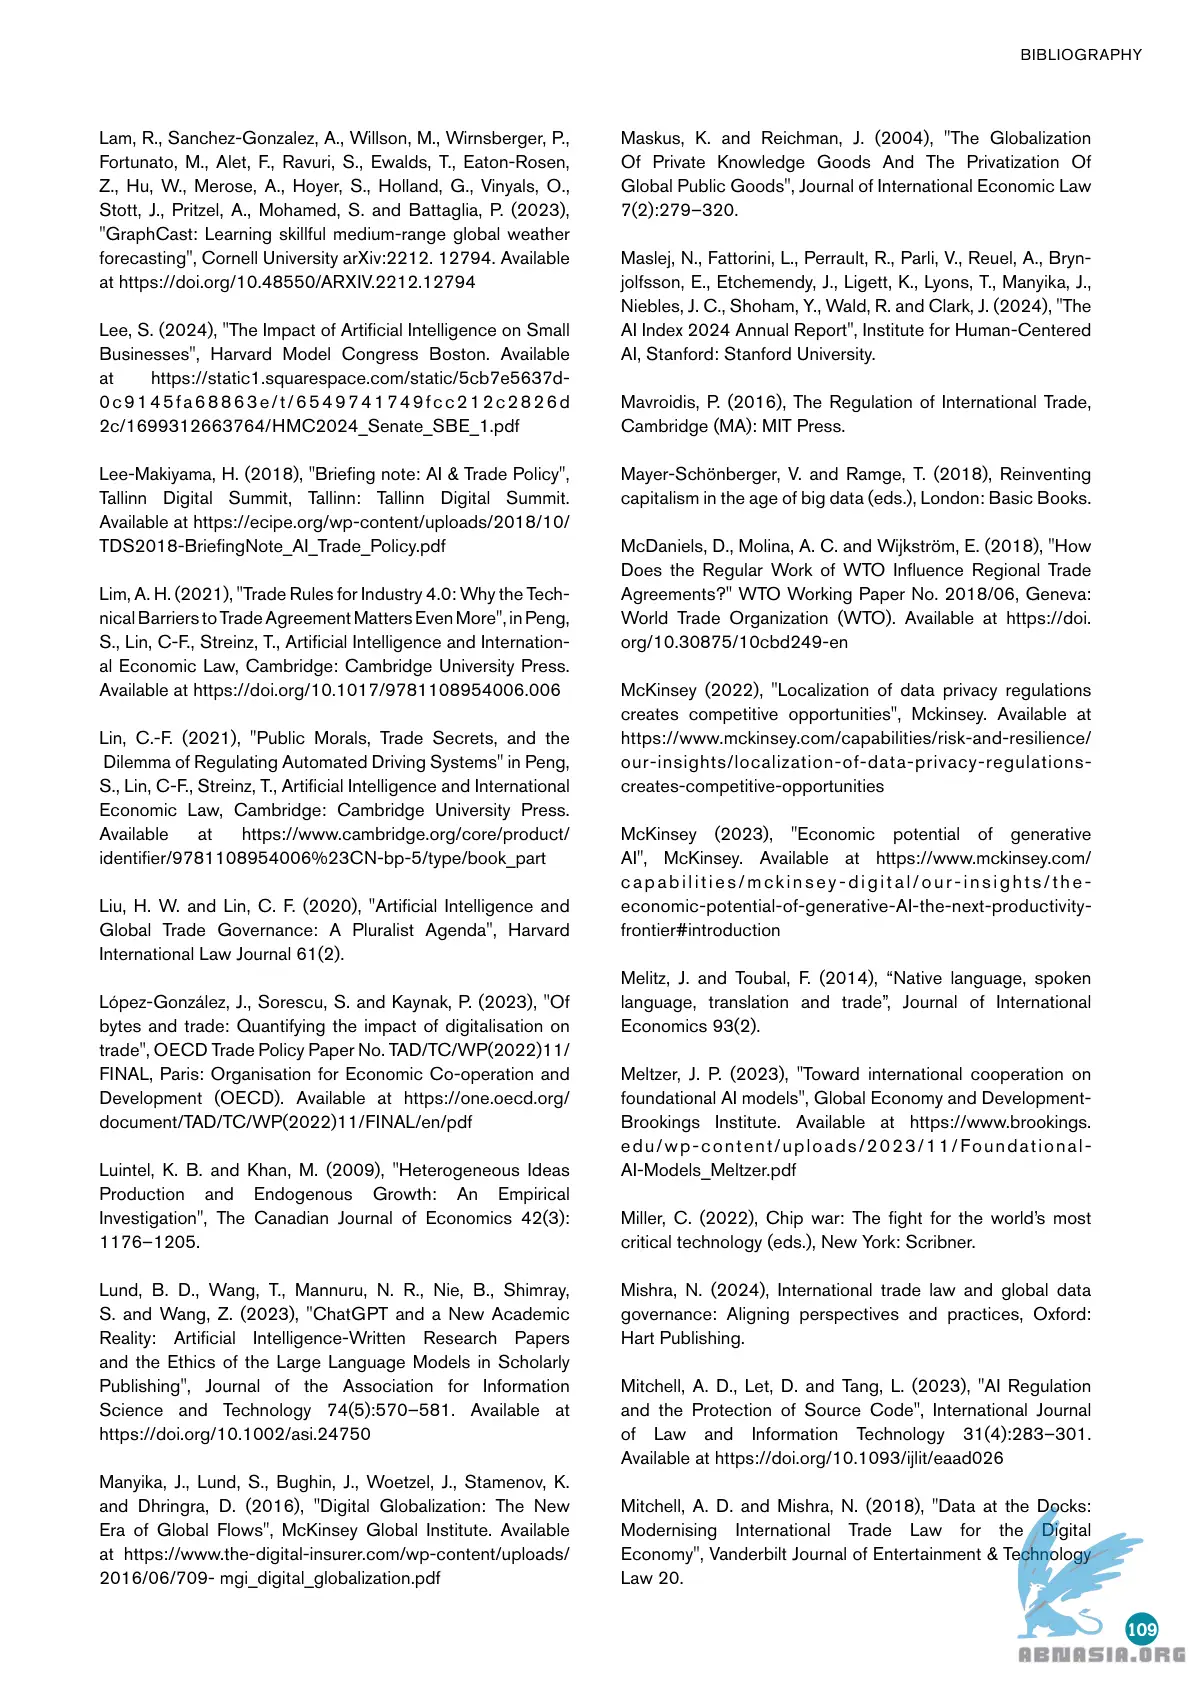 BIBLIOGRAPHY
Lam, R., Sanchez-Gonzalez, A., Willson, M., Wirnsberger, P.,
Fortunato, M., Alet, F., Ravuri, S., Ewalds, T., Eaton-Rosen,
Z., Hu, W., Merose, A., Hoyer, S., Holland, G., Vinyals, O.,
Stott, J., Pritzel, A., Mohamed, S. and Battaglia, P. (2023),
"GraphCast: Learning skillful medium-range global weather
forecasting", Cornell University arXiv:2212. 12794. Available
at https://doi.org/10.48550/ARXIV.2212.12794
Lee, S. (2024), "The Impact of Artificial Intelligence on Small
Businesses", Harvard Model Congress Boston. Available
at https://static1.squarespace.com/static/5cb7e5637d-
0c9145fa68863e/t/6549741749fcc212c2826d
2c/1699312663764/HMC2024_Senate_SBE_1.pdf
Lee-Makiyama, H. (2018), "Briefing note: AI & Trade Policy",
Tallinn Digital Summit, Tallinn: Tallinn Digital Summit.
Available at https://ecipe.org/wp-content/uploads/2018/10/
TDS2018-BriefingNote_AI_Trade_Policy.pdf
Lim, A. H. (2021), "Trade Rules for Industry 4.0: Why the Tech-
nical Barriers to Trade Agreement Matters Even More", in Peng,
S., Lin, C-F., Streinz, T., Artificial Intelligence and Internation-
al Economic Law, Cambridge: Cambridge University Press.
Available at https://doi.org/10.1017/9781108954006.006
Lin, C.-F. (2021), "Public Morals, Trade Secrets, and the
Dilemma of Regulating Automated Driving Systems" in Peng,
S., Lin, C-F., Streinz, T., Artificial Intelligence and International
Economic Law, Cambridge: Cambridge University Press.
Available at https://www.cambridge.org/core/product/
identifier/9781108954006%23CN-bp-5/type/book_part
Liu, H. W. and Lin, C. F. (2020), "Artificial Intelligence and
Global Trade Governance: A Pluralist Agenda", Harvard
International Law Journal 61(2).
López-González, J., Sorescu, S. and Kaynak, P. (2023), "Of
bytes and trade: Quantifying the impact of digitalisation on
trade", OECD Trade Policy Paper No. TAD/TC/WP(2022)11/
FINAL, Paris: Organisation for Economic Co-operation and
Development (OECD). Available at https://one.oecd.org/
document/TAD/TC/WP(2022)11/FINAL/en/pdf
Luintel, K. B. and Khan, M. (2009), "Heterogeneous Ideas
Production and Endogenous Growth: An Empirical
Investigation", The Canadian Journal of Economics 42(3):
1176–1205.
Lund, B. D., Wang, T., Mannuru, N. R., Nie, B., Shimray,
S. and Wang, Z. (2023), "ChatGPT and a New Academic
Reality: Artificial Intelligence-Written Research Papers
and the Ethics of the Large Language Models in Scholarly
Publishing", Journal of the Association for Information
Science and Technology 74(5):570–581. Available at
https://doi.org/10.1002/asi.24750
Manyika, J., Lund, S., Bughin, J., Woetzel, J., Stamenov, K.
and Dhringra, D. (2016), "Digital Globalization: The New
Era of Global Flows", McKinsey Global Institute. Available
at https://www.the-digital-insurer.com/wp-content/uploads/
2016/06/709- mgi_digital_globalization.pdf
Maskus, K. and Reichman, J. (2004), "The Globalization
Of Private Knowledge Goods And The Privatization Of
Global Public Goods", Journal of International Economic Law
7(2):279–320.
Maslej, N., Fattorini, L., Perrault, R., Parli, V., Reuel, A., Bryn-
jolfsson, E., Etchemendy, J., Ligett, K., Lyons, T., Manyika, J.,
Niebles, J. C., Shoham, Y., Wald, R. and Clark, J. (2024), "The
AI Index 2024 Annual Report", Institute for Human-Centered
AI, Stanford: Stanford University.
Mavroidis, P. (2016), The Regulation of International Trade,
Cambridge (MA): MIT Press.
Mayer-Schönberger, V. and Ramge, T. (2018), Reinventing
capitalism in the age of big data (eds.), London: Basic Books.
McDaniels, D., Molina, A. C. and Wijkström, E. (2018), "How
Does the Regular Work of WTO Influence Regional Trade
Agreements?" WTO Working Paper No. 2018/06, Geneva:
World Trade Organization (WTO). Available at https://doi.
org/10.30875/10cbd249-en
McKinsey (2022), "Localization of data privacy regulations
creates competitive opportunities", Mckinsey. Available at
https://www.mckinsey.com/capabilities/risk-and-resilience/
our-insights/localization-of-data-privacy-regulations-
creates-competitive-opportunities
McKinsey (2023), "Economic potential of generative
AI", McKinsey. Available at https://www.mckinsey.com/
capabilities/mckinsey-digital/our-insights/the-
economic-potential-of-generative-AI-the-next-productivity-
frontier#introduction
Melitz, J. and Toubal, F. (2014), “Native language, spoken
language, translation and trade”, Journal of International
Economics 93(2).
Meltzer, J. P. (2023), "Toward international cooperation on
foundational AI models", Global Economy and Development-
Brookings Institute. Available at https://www.brookings.
edu/wp-content/uploads/2023/11/Foundational-
AI-Models_Meltzer.pdf
Miller, C. (2022), Chip war: The fight for the world’s most
critical technology (eds.), New York: Scribner.
Mishra, N. (2024), International trade law and global data
governance: Aligning perspectives and practices, Oxford:
Hart Publishing.
Mitchell, A. D., Let, D. and Tang, L. (2023), "AI Regulation
and the Protection of Source Code", International Journal
of Law and Information Technology 31(4):283–301.
Available at https://doi.org/10.1093/ijlit/eaad026
Mitchell, A. D. and Mishra, N. (2018), "Data at the Docks:
Modernising International Trade Law for the Digital
Economy", Vanderbilt Journal of Entertainment & Technology
Law 20.
109
ABNASIA.ORG